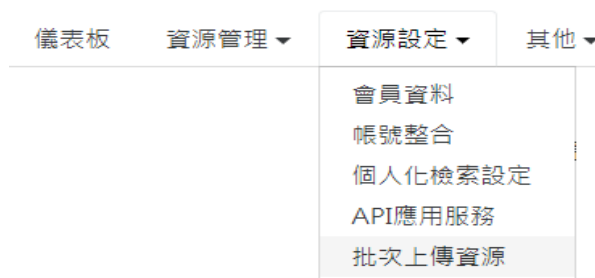 儀表板 資源管理 資源設定 其他
會員資料
帳號整合
個人化檢索設定
API應用服務
批次上傳資源